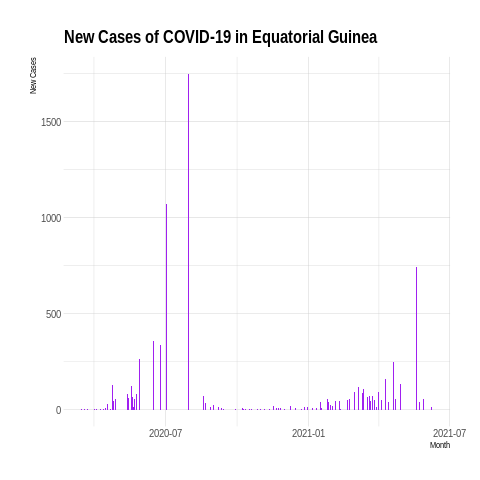 New Cases of COVID-19 in Equatorial Guinea
New Cases
1500
1000
500
0
2020-07
2021-01
2021-07
Month